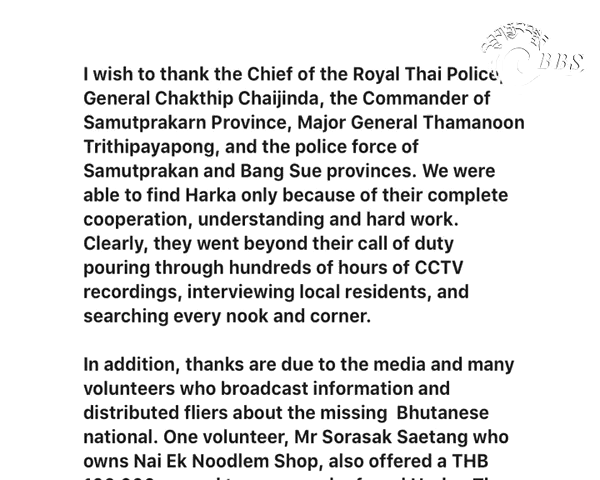 BBS
I wish to thank the Chief of the Royal Thai Police,
General Chakthip Chaijinda, the Commander of
Samutprakarn Province, Major General Thamanoon
Trithipayapong, and the police force of
Samutprakan and Bang Sue provinces. We were
able to find Harka only because of their complete
cooperation, understanding and hard work.
Clearly, they went beyond their call of duty
pouring through hundreds of hours of CCTV
recordings, interviewing local residents, and
searching every nook and corner.
In addition, thanks are due to the media and many
volunteers who broadcast information and
distributed fliers about the missing Bhutanese
national. One volunteer, Mr Sorasak Saetang who
owns Nai Ek Noodlem Shop, also offered a THB